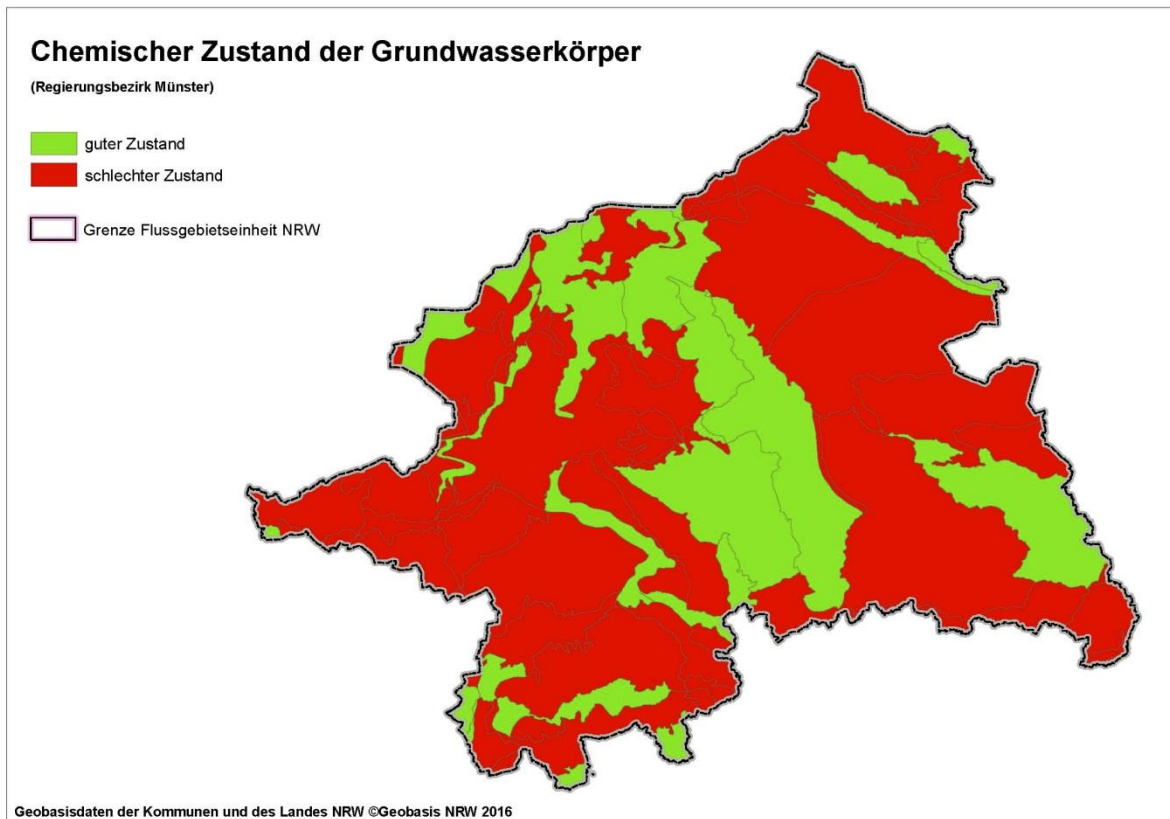 Chemischer Zustand der Grundwasserkörper
(Regierungsbezirk Münster)
guter Zustand
schlechter Zustand
Grenze Flussgebietseinheit NRW
Geobasisdaten der Kommunen und des Landes NRW ©Geobasis NRW 2016